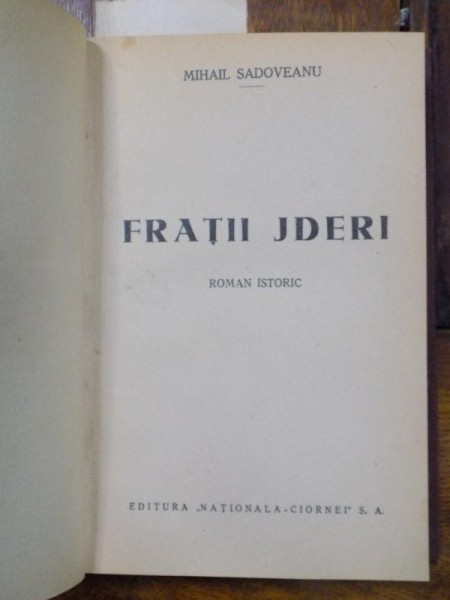 MIHAIL SADOVEANU
FRAȚII JDERI
ROMAN ISTORIC
EDITURA „NAȚIONALA-CIORNEI” S. A.